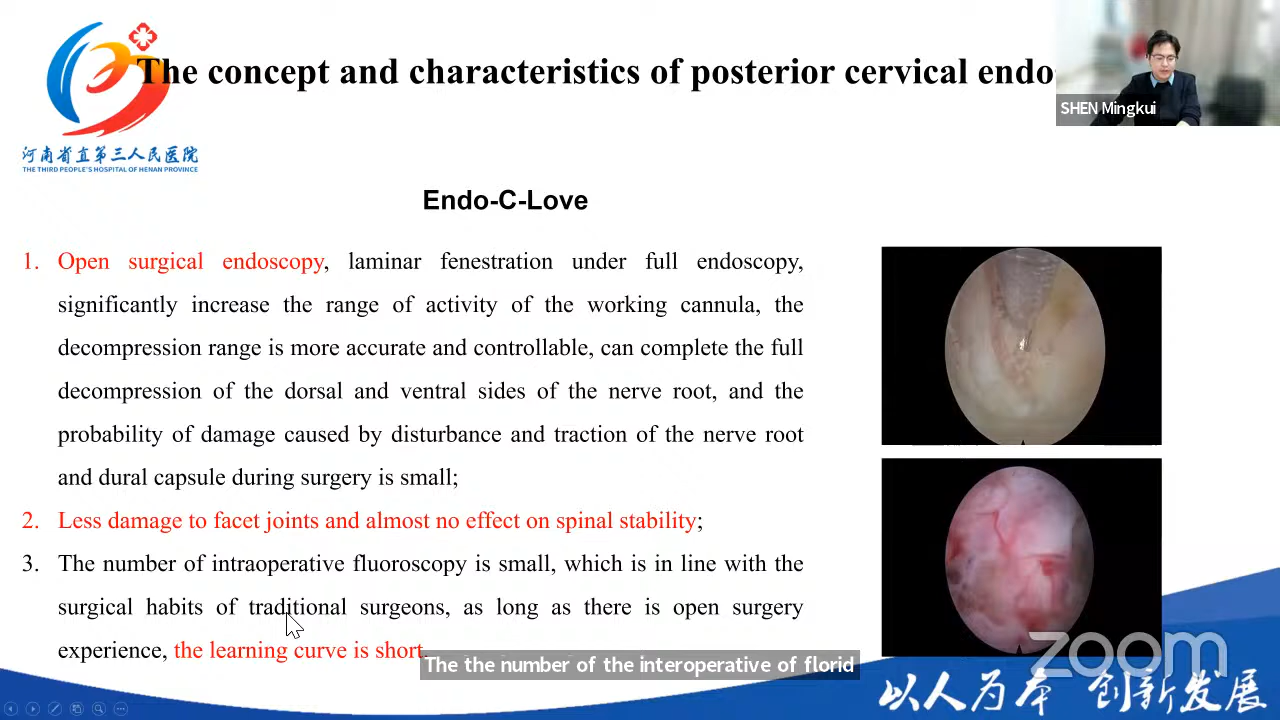 The concept and characteristics of posterior cervical endo
SHEN Mingkui
河南省直第三人民医院
THE THIRD PEOPLE'S HOSPITAL OF HENAN PROVINCE
Endo-C-Love
1. Open surgical endoscopy, laminar fenestration under full endoscopy,
significantly increase the range of activity of the working cannula, the
decompression range is more accurate and controllable, can complete the full
decompression of the dorsal and ventral sides of the nerve root, and the
probability of damage caused by disturbance and traction of the nerve root
and dural capsule during surgery is small;
2. Less damage to facet joints and almost no effect on spinal stability;
3. The number of intraoperative fluoroscopy is small, which is in line with the
surgical habits of traditional surgeons, as long as there is open surgery
experience, the learning curve is short.
The the number of the interoperative of florid
zoom
以人为本 创新发展